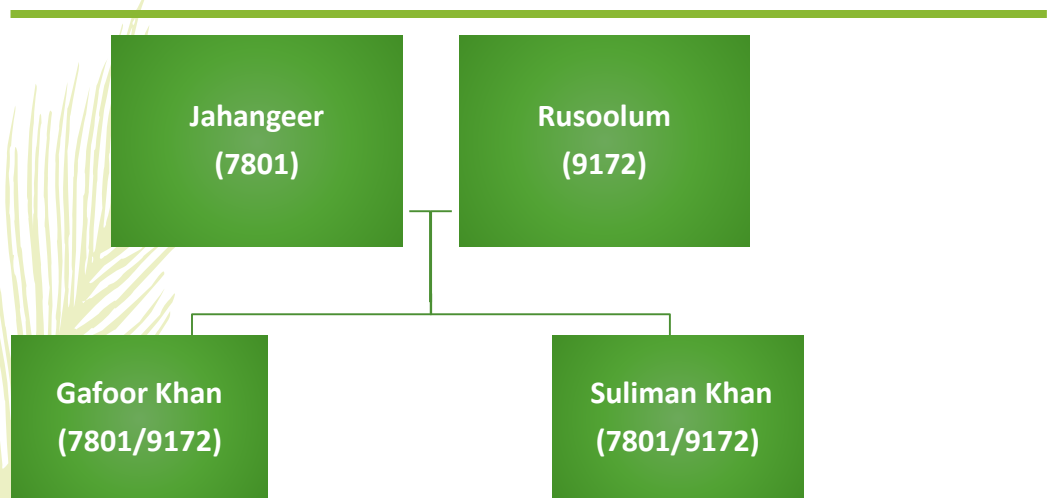 Jahangeer
(7801)
Rusoolum
(9172)
Gafoor Khan
(7801/9172)
Suliman Khan
(7801/9172)